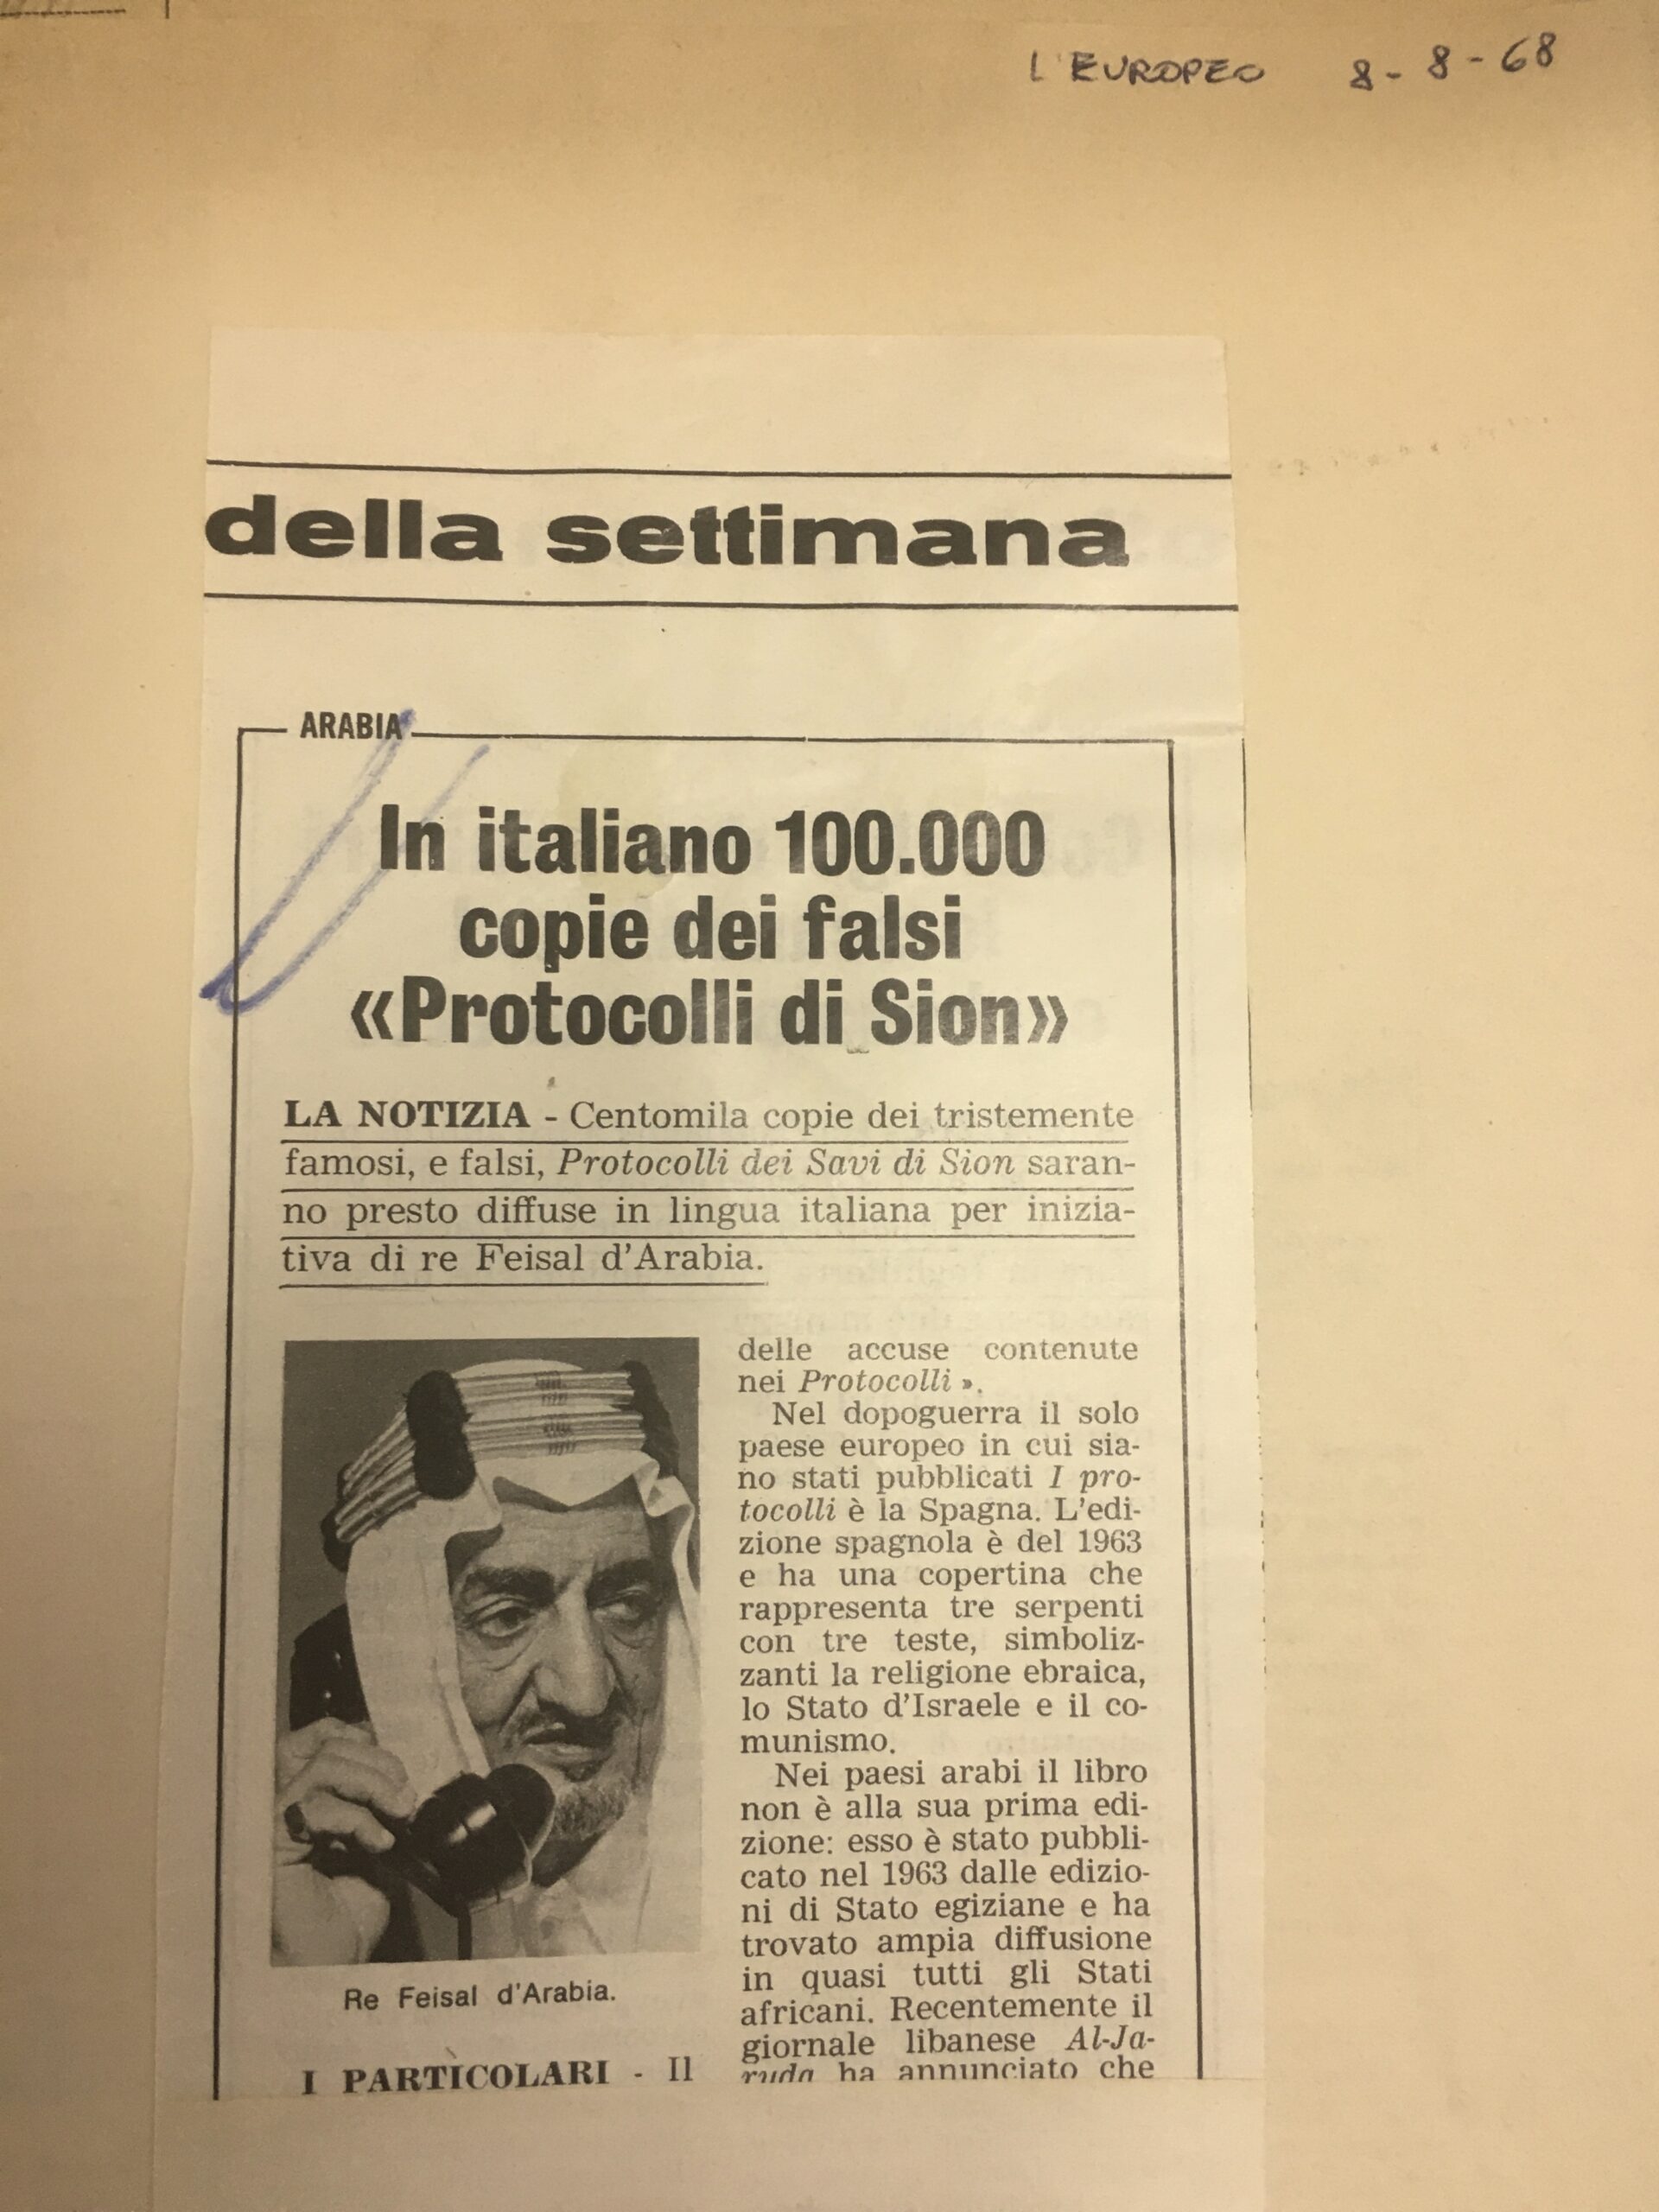 L'EUROPEO 8-8-68
della settimana
ARABIA
In italiano 100.000
copie dei falsi
«Protocolli di Sion»
LA NOTIZIA - Centomila copie dei tristemente
famosi, e falsi, Protocolli dei Savi di Sion saran-
no presto diffuse in lingua italiana per inizia-
tiva di re Feisal d'Arabia.
Re Feisal d'Arabia.
I PARTICOLARI - Il
delle accuse contenute
nei Protocolli ».
Nel dopoguerra il solo
paese europeo in cui sia-
no stati pubblicati I pro-
tocolli è la Spagna. L'edi-
zione spagnola è del 1963
e ha una copertina che
rappresenta tre serpenti
con tre teste, simboliz-
zanti la religione ebraica,
lo Stato d'Israele e il co-
munismo.
Nei paesi arabi il libro
non è alla sua prima edi-
zione: esso è stato pubbli-
cato nel 1963 dalle edizio-
ni di Stato egiziane e ha
trovato ampia diffusione
in quasi tutti gli Stati
africani. Recentemente il
giornale libanese Al-Ja-
ryda ha annunciato che